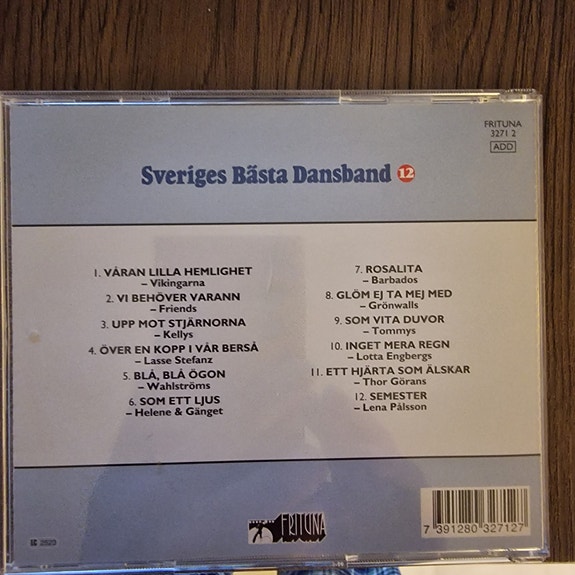 FRITUNA
3271 2
ADD
Sveriges Bästa Dansband 12
1. VÅRAN LILLA HEMLIGHET
– Vikingarna
2. VI BEHÖVER VARANN
– Friends
3. UPP MOT STJÄRNORNA
– Kellys
4. ÖVER EN KOPP I VÅR BERSÅ
– Lasse Stefanz
5. BLÅ, BLÅ ÖGON
– Wahlströms
6. SOM ETT LJUS
– Helene & Gänget
7. ROSALITA
– Barbados
8. GLÖM EJ TA MEJ MED
– Grönwalls
9. SOM VITA DUVOR
– Tommys
10. INGET MERA REGN
– Lotta Engbergs
11. ETT HJÄRTA SOM ÄLSKAR
– Thor Görans
12. SEMESTER
– Lena Pålsson
FRITUNA
7 391280 327127